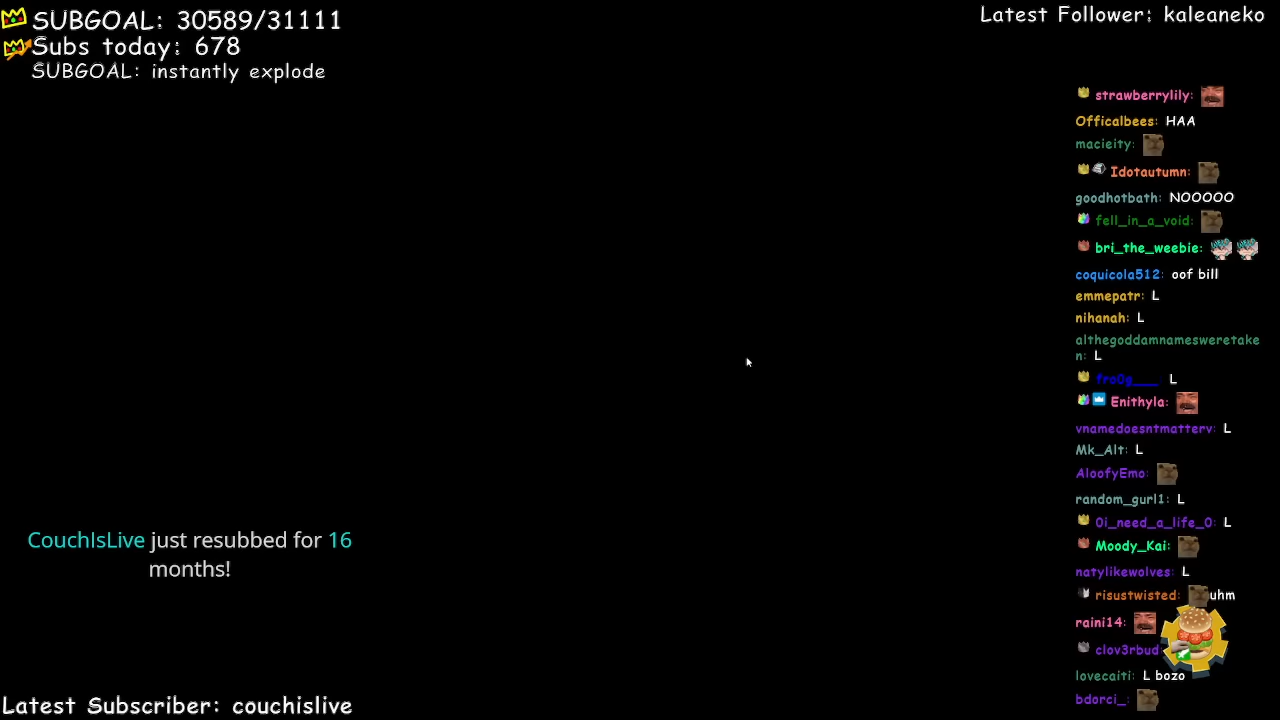 SUBGOAL: 30589/31111
Subs today: 678
SUBGOAL: instantly explode
Latest Follower: kaleaneko
strawberrylily:
Officalbees: HAA
macieity:
Idotautumn:
goodhotbath: NOOOOO
fell_in_a_void:
bri_the_weebie:
coquicola512: oof bill
emmepatr: L
nihanah: L
althegoddamnamesweretake
n: L
fro0g___ L
Enithyla:
vnamedoesntmatterv: L
Mk_Alt: L
AloofyEmo:
random_gurl1: L
0i_need_a_life_0: L
Moody_Kai:
natylikewolves: L
risustwisted: uhm
raini14:
clov3rbud
lovecaiti: L bozo
bdorci_:
CouchIsLive just resubbed for 16
months!
Latest Subscriber: couchislive